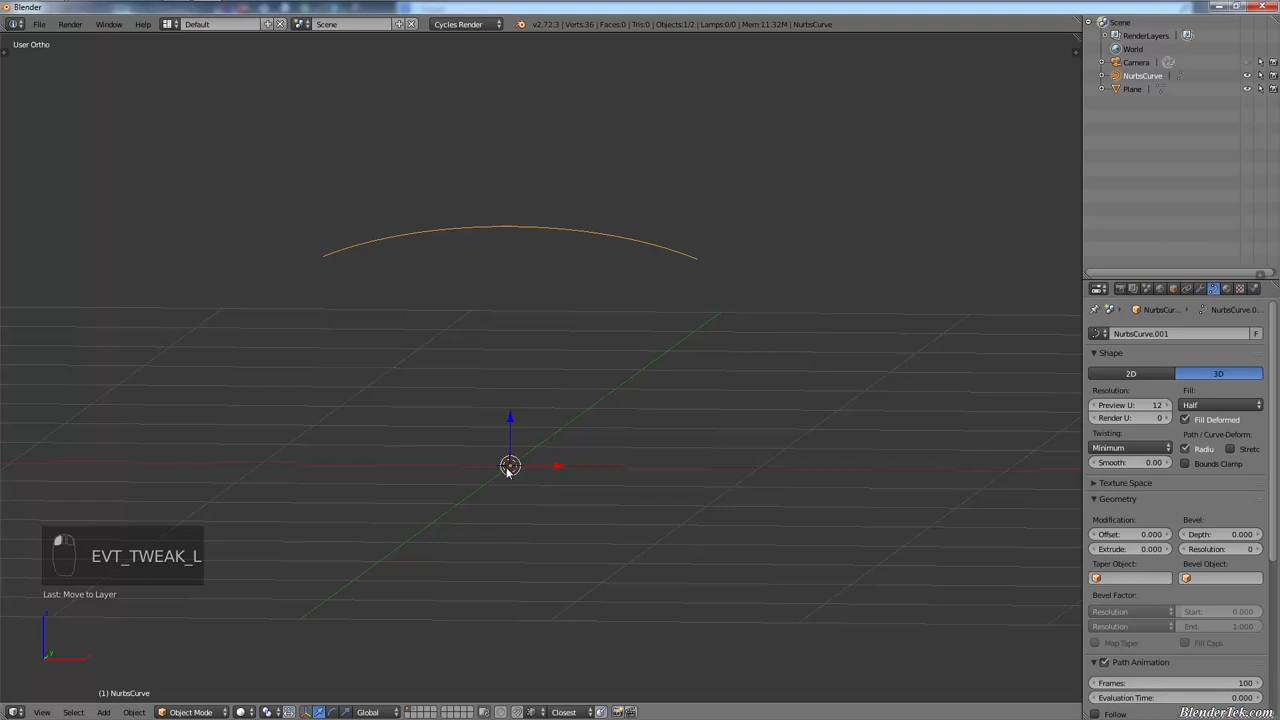 Blender
File Render Window Help Default Scene Cycles Render v2.72.3 | Verts:36 | Faces:0 | Tris:0 | Objects:1/2 | Lamps:0/0 | Mem:11.32M | NurbsCurve
User Ortho
Scene
RenderLayers
World
Camera
NurbsCurve
Plane
NurbsCur... NurbsCurve.0...
NurbsCurve.001 F
Shape
2D 3D
Resolution: Fill:
Preview U: 12 Half
Render U: 0 Fill Deformed
Twisting: Path / Curve-Deform:
Minimum Radiu Stretc
Smooth: 0.00 Bounds Clamp
Texture Space
Geometry
Modification: Bevel:
Offset: 0.000 Depth: 0.000
Extrude: 0.000 Resolution: 0
Taper Object: Bevel Object:
Bevel Factor:
Resolution Start: 0.000
Resolution End: 1.000
Map Taper Fill Caps
Path Animation
Frames: 100
Evaluation Time: 0.000
Follow
EVT_TWEAK_L
Last: Move to Layer
z
y
x
(1) NurbsCurve
View Select Add Object Object Mode Global Closest
BlenderTek.com